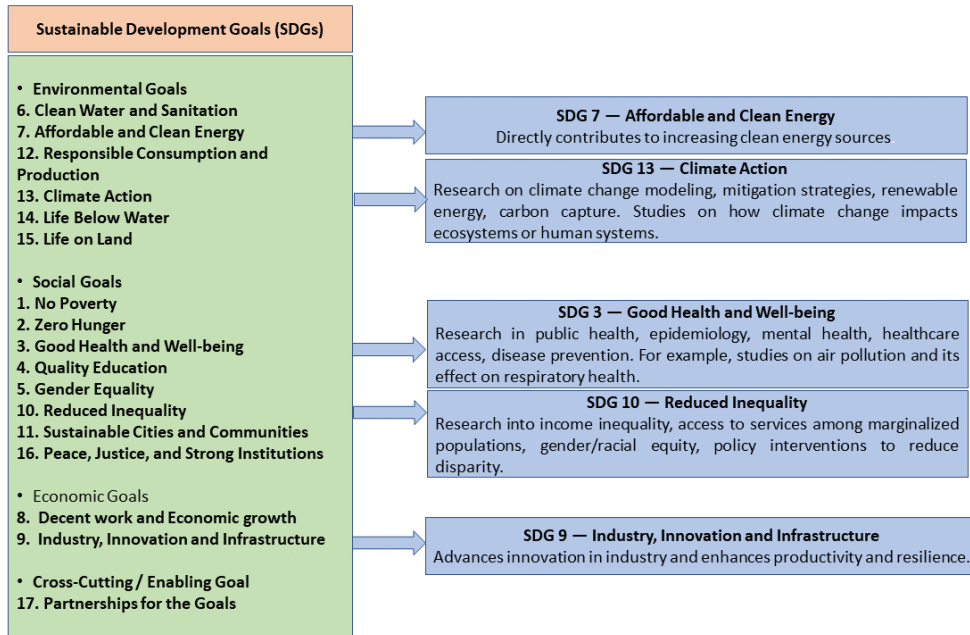 Sustainable Development Goals (SDGs)
• Environmental Goals
6. Clean Water and Sanitation
7. Affordable and Clean Energy
12. Responsible Consumption and
Production
13. Climate Action
14. Life Below Water
15. Life on Land
• Social Goals
1. No Poverty
2. Zero Hunger
3. Good Health and Well-being
4. Quality Education
5. Gender Equality
10. Reduced Inequality
11. Sustainable Cities and Communities
16. Peace, Justice, and Strong Institutions
• Economic Goals
8. Decent work and Economic growth
9. Industry, Innovation and Infrastructure
• Cross-Cutting / Enabling Goal
17. Partnerships for the Goals
SDG 7 — Affordable and Clean Energy
Directly contributes to increasing clean energy sources
SDG 13 — Climate Action
Research on climate change modeling, mitigation strategies, renewable
energy, carbon capture. Studies on how climate change impacts
ecosystems or human systems.
SDG 3 — Good Health and Well-being
Research in public health, epidemiology, mental health, healthcare
access, disease prevention. For example, studies on air pollution and its
effect on respiratory health.
SDG 10 — Reduced Inequality
Research into income inequality, access to services among marginalized
populations, gender/racial equity, policy interventions to reduce
disparity.
SDG 9 — Industry, Innovation and Infrastructure
Advances innovation in industry and enhances productivity and resilience.